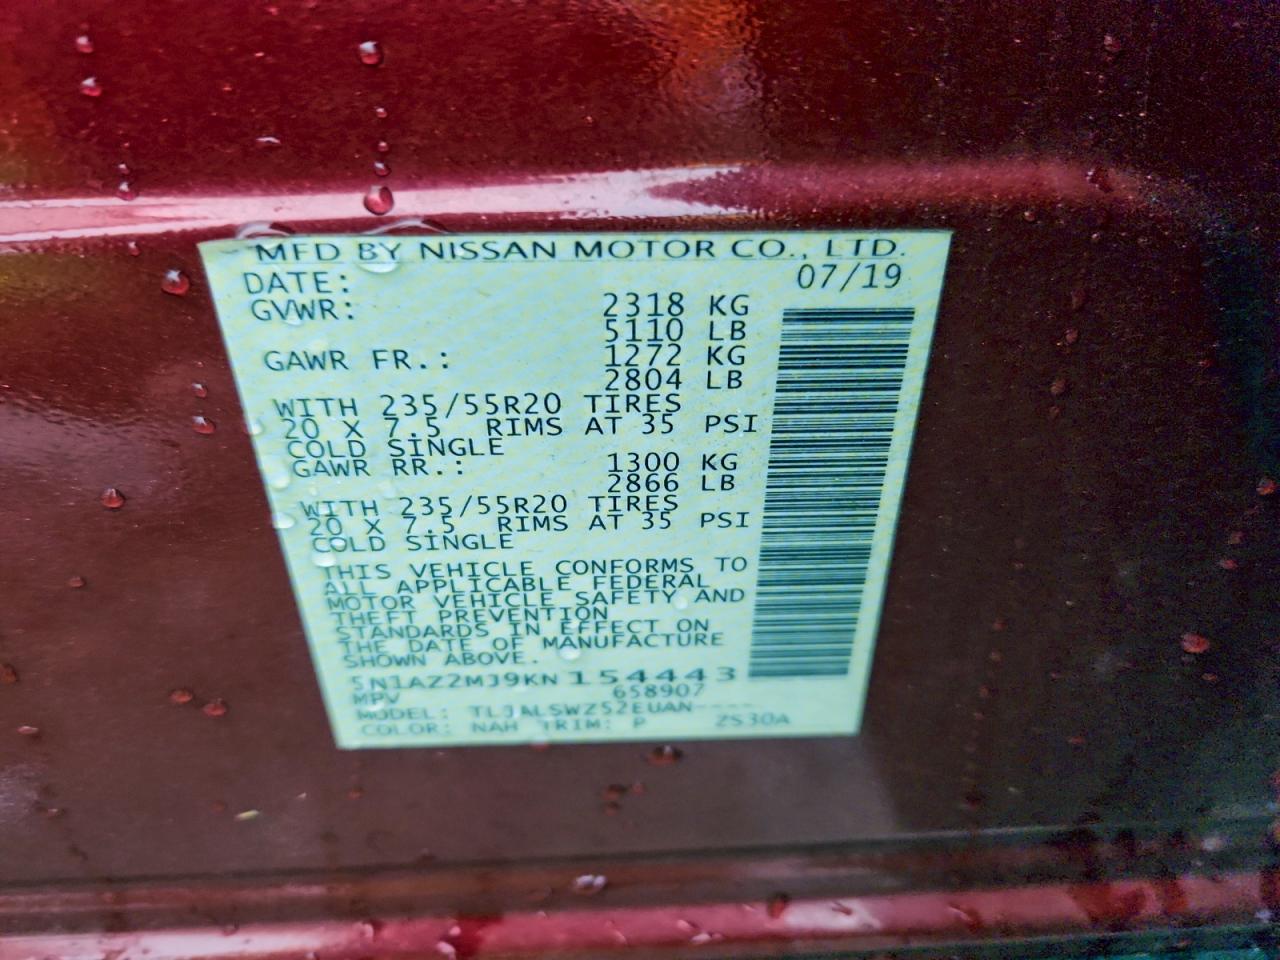 MFD BY NISSAN MOTOR CO., LTD.
DATE: 07/19
GVWR: 2318 KG
5110 LB
GAWR FR.: 1272 KG
2804 LB
WITH 235/55R20 TIRES
20 X 7.5 RIMS AT 35 PSI
COLD SINGLE
GAWR RR.: 1300 KG
2866 LB
WITH 235/55R20 TIRES
20 X 7.5 RIMS AT 35 PSI
COLD SINGLE
THIS VEHICLE CONFORMS TO
ALL APPLICABLE FEDERAL
MOTOR VEHICLE SAFETY AND
THEFT PREVENTION
STANDARDS IN EFFECT ON
THE DATE OF MANUFACTURE
SHOWN ABOVE.
5N1AZ2MJ9KN154443
MPV 658907
MODEL:
COLOR: NAH TRIM: P ZS30A